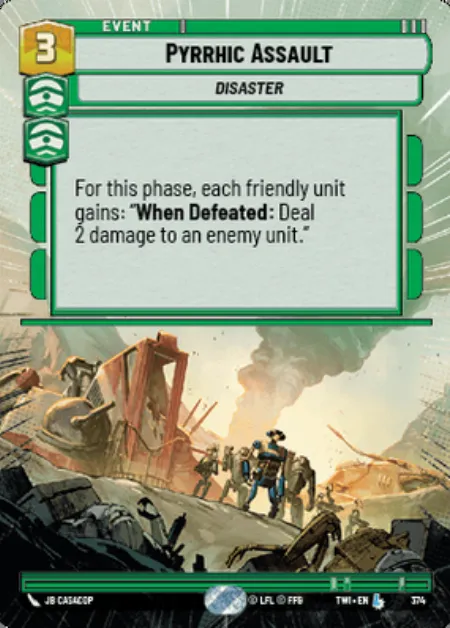 EVENT
3
PYRRHIC ASSAULT
DISASTER
For this phase, each friendly unit
gains: “When Defeated: Deal
2 damage to an enemy unit.”
JB CASACOP
© LFL © FFG
TWI • EN
374